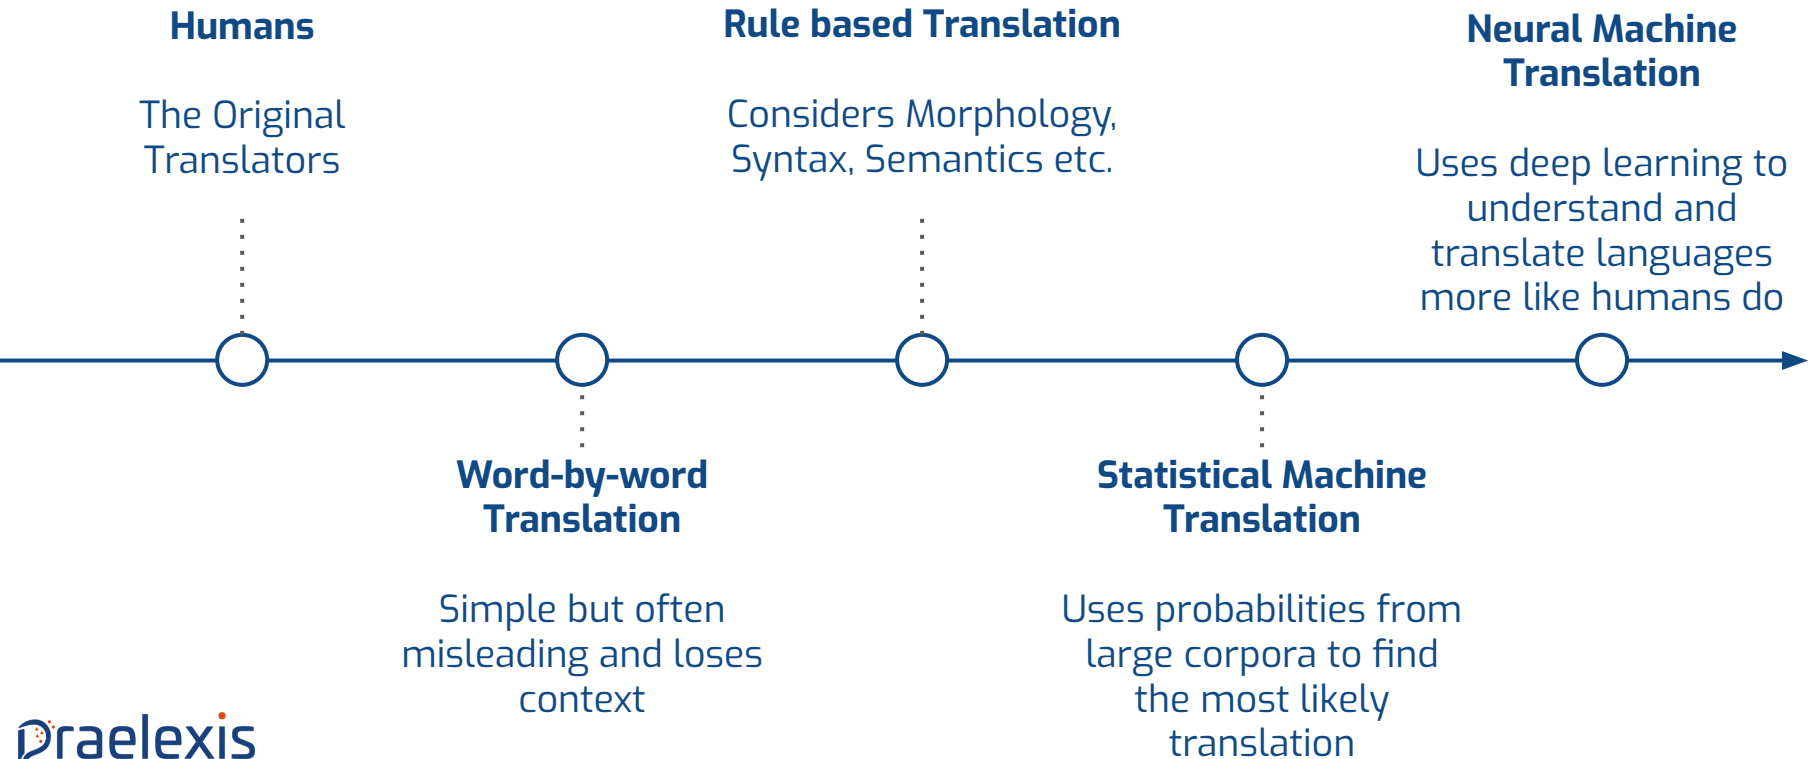 Humans
The Original
Translators
Word-by-word
Translation
Simple but often
misleading and loses
context
Rule based Translation
Considers Morphology,
Syntax, Semantics etc.
Statistical Machine
Translation
Uses probabilities from
large corpora to find
the most likely
translation
Neural Machine
Translation
Uses deep learning to
understand and
translate languages
more like humans do
Praelexis